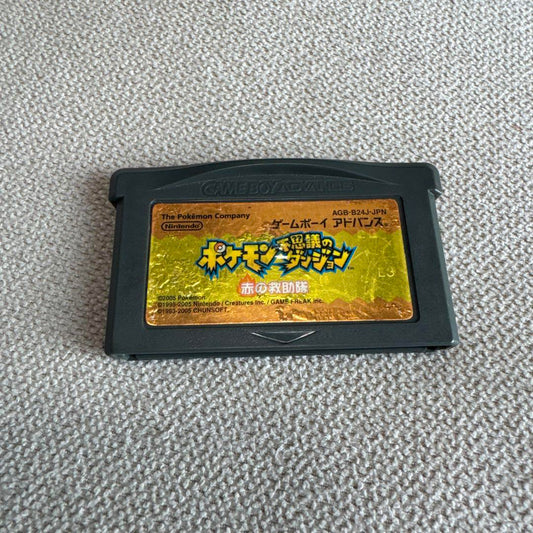 GAME BOY ADVANCE
The Pokémon Company
AGB-B24J-JPN
Nintendo®
ゲームボーイ アドバンス®
ポケモン不思議の
ダンジョン™
赤の救助隊
©2005 Pokémon.
©1995-2005 Nintendo / Creatures Inc. / GAME FREAK Inc.
©1993-2005 CHUNSOFT.